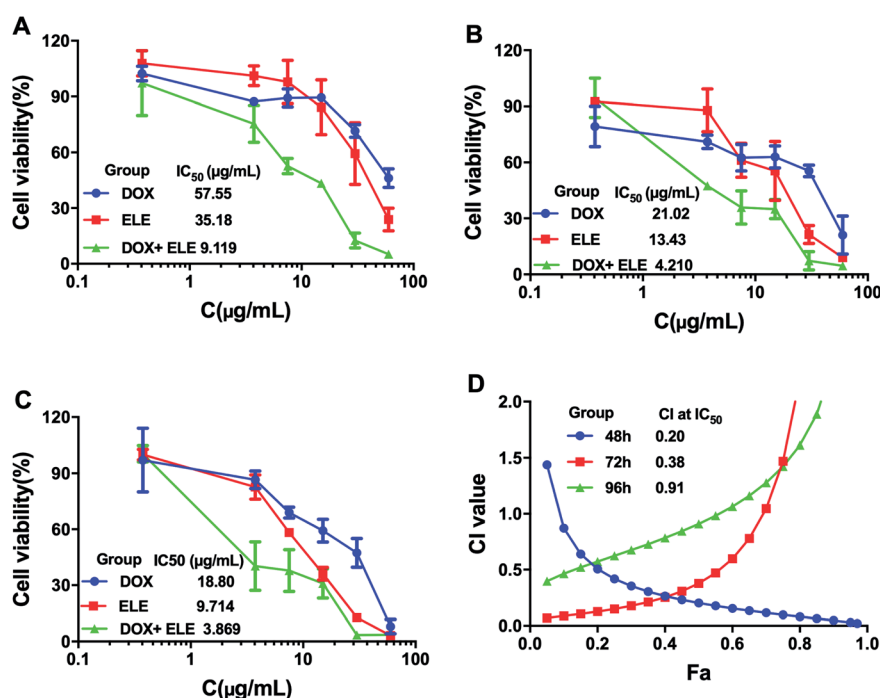 A
Cell viability(%)
120
90
60
30
0
Group IC50 (µg/mL)
DOX 57.55
ELE 35.18
DOX+ ELE 9.119
0.1 1 10 100
C(µg/mL)
B
Cell viability(%)
120
90
60
30
0
Group IC50 (µg/mL)
DOX 21.02
ELE 13.43
DOX+ ELE 4.210
0.1 1 10 100
C(µg/mL)
C
Cell viability(%)
120
90
60
30
0
Group IC50 (µg/mL)
DOX 18.80
ELE 9.714
DOX+ ELE 3.869
0.1 1 10 100
C(µg/mL)
D
CI value
2.0
1.5
1.0
0.5
0.0
Group CI at IC50
48h 0.20
72h 0.38
96h 0.91
0.0 0.2 0.4 0.6 0.8 1.0
Fa